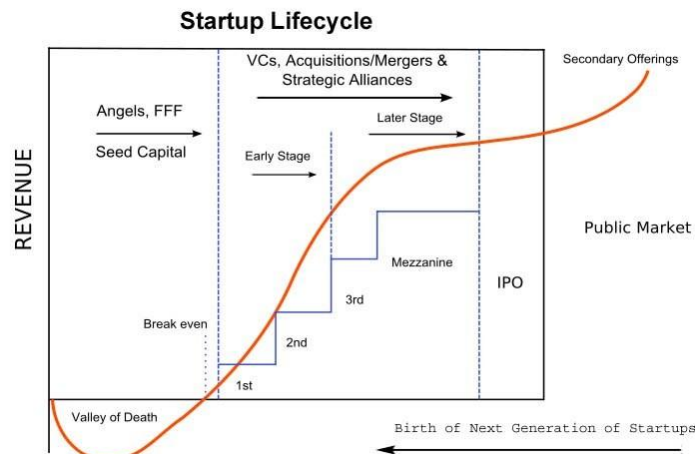 Startup Lifecycle
VCs, Acquisitions/Mergers &
Strategic Alliances
Secondary Offerings
Angels, FFF
Seed Capital
Later Stage
Early Stage
REVENUE
Public Market
Mezzanine
IPO
3rd
Break even
2nd
1st
Valley of Death
Birth of Next Generation of Startups